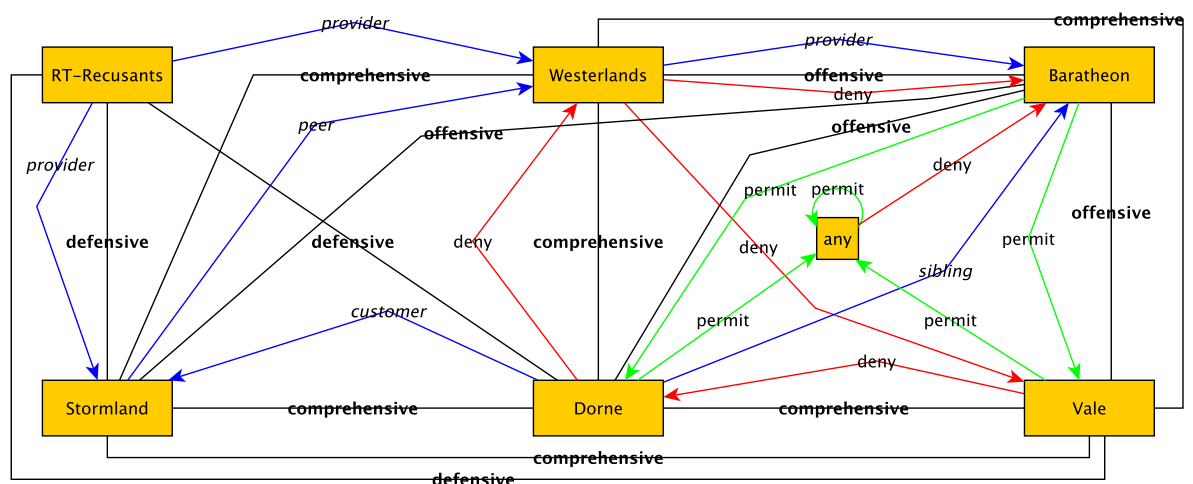 comprehensive
provider
provider
RT-Recusants
comprehensive
Westerlands
offensive
Baratheon
deny
peer
offensive
offensive
provider
deny
permit
permit
offensive
defensive
defensive
deny
comprehensive
deny
any
permit
sibling
customer
permit
permit
deny
Stormland
comprehensive
Dorne
comprehensive
Vale
comprehensive
defensive